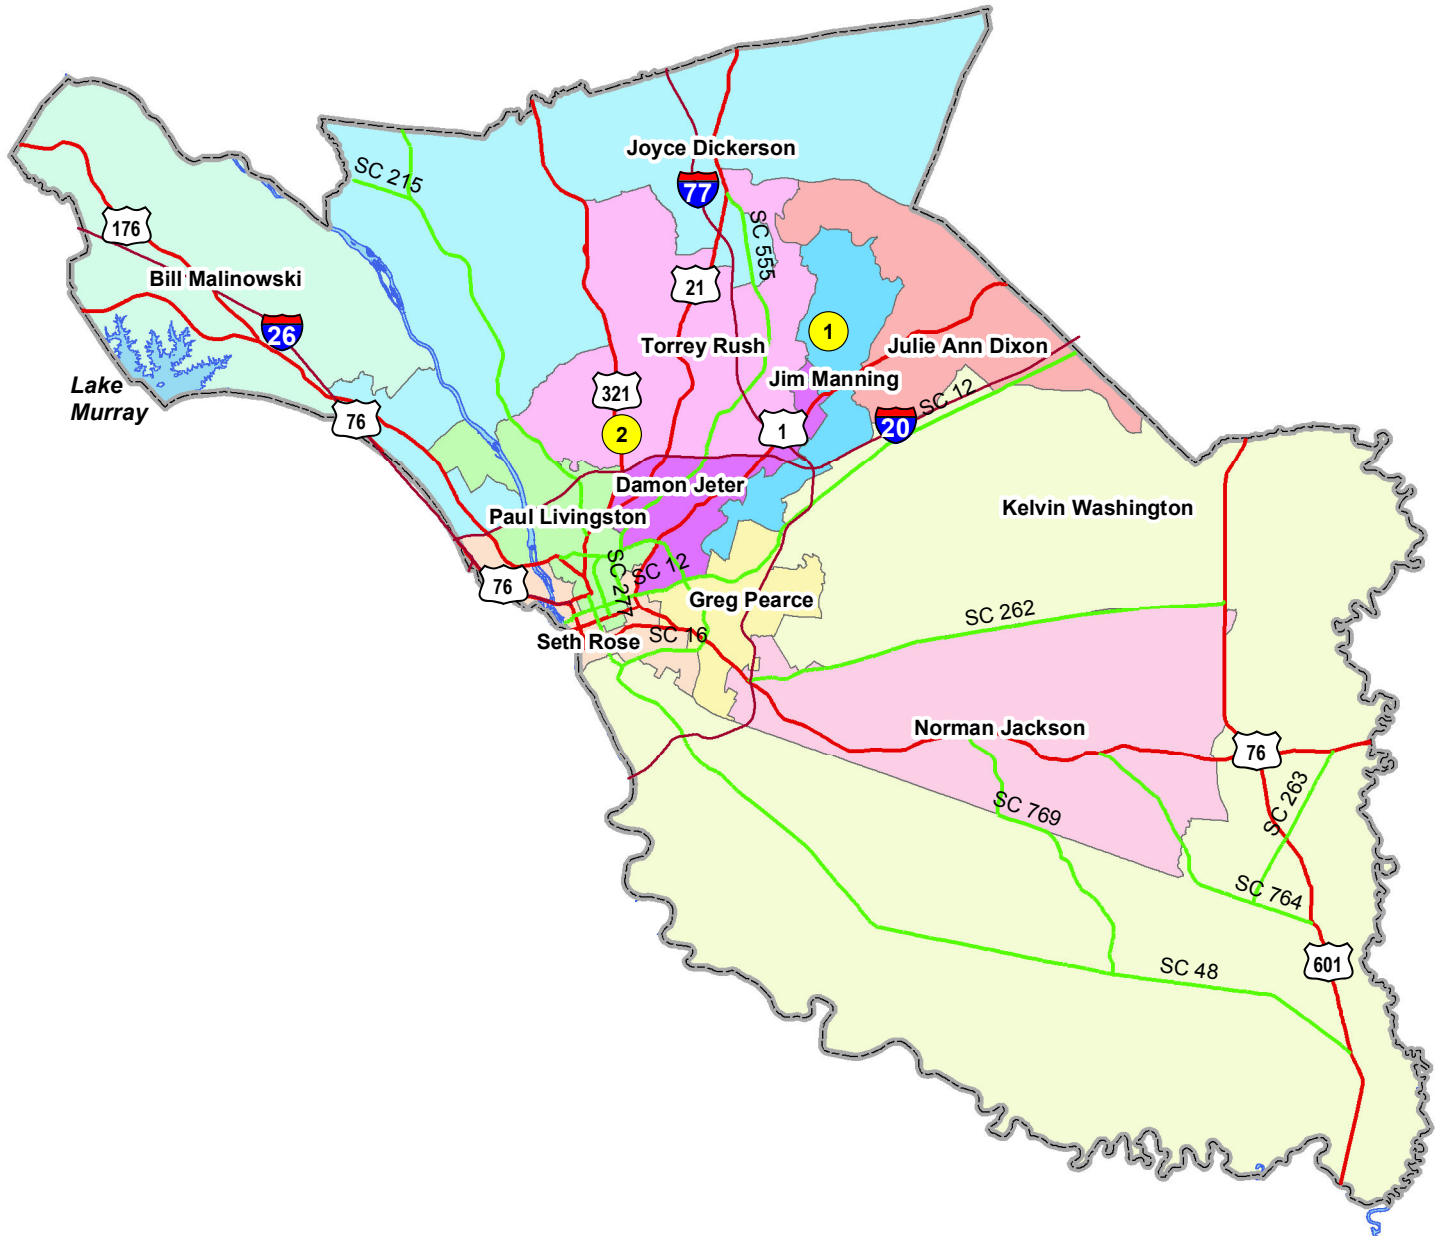 Joyce Dickerson
SC 215
77
176
SC 555
Bill Malinowski
21
1
26
Torrey Rush
Julie Ann Dixon
Lake
Murray
Jim Manning
321
SC 12
76
2
1
20
Damon Jeter
Kelvin Washington
Paul Livingston
SC 277
SC 12
76
Greg Pearce
SC 262
Seth Rose
SC 16
Norman Jackson
76
SC 263
SC 769
SC 764
601
SC 48